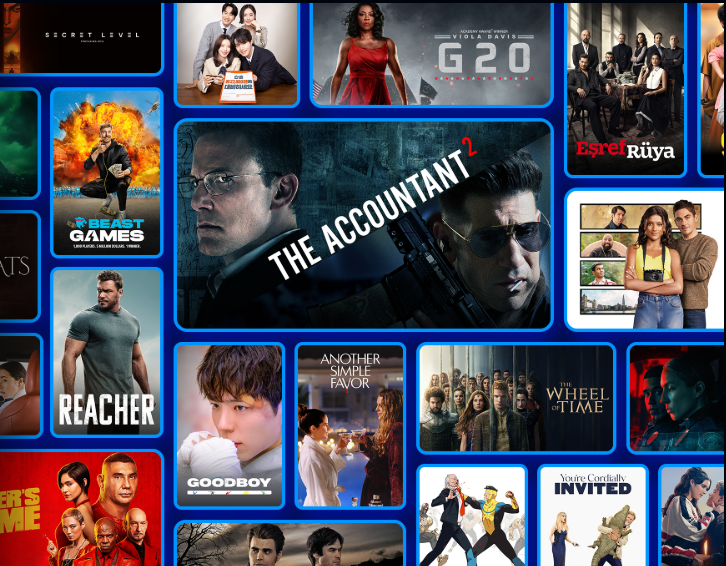 SECRET LEVEL
ACADEMY AWARD WINNER
VIOLA DAVIS
G20
Eşref Rüya
THE ACCOUNTANT 2
BEAST
GAMES
1,000 PLAYERS. 5 MILLION DOLLARS. 1 WINNER.
ATS
REACHER
GOODBOY
ANOTHER
SIMPLE
FAVOR
THE
WHEEL
OF TIME
ER'S
ME
You're Cordially
INVITED